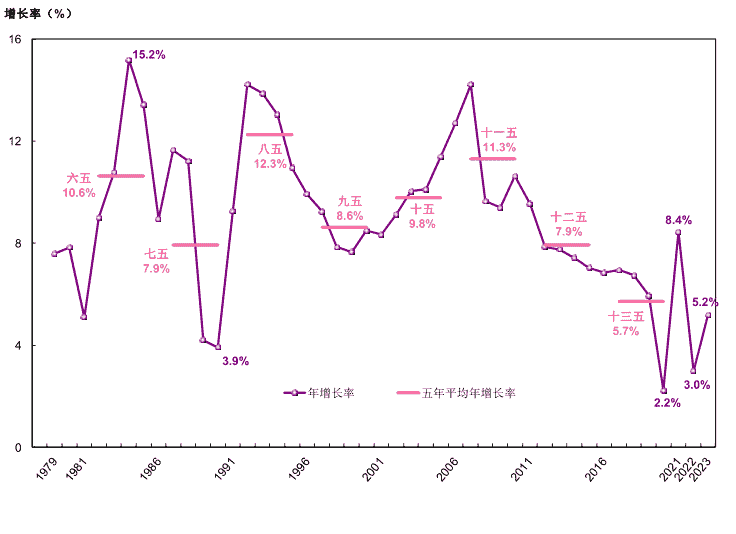 增长率（%）
16
15.2%
12
十一五
11.3%
八五
12.3%
六五
10.6%
九五
8.6%
十五
9.8%
十二五
7.9%
8.4%
8
七五
7.9%
5.2%
十三五
5.7%
4
3.9%
3.0%
2.2%
年增长率
五年平均年增长率
0
1979
1981
1986
1991
1996
2001
2006
2011
2016
2021
2022
2023